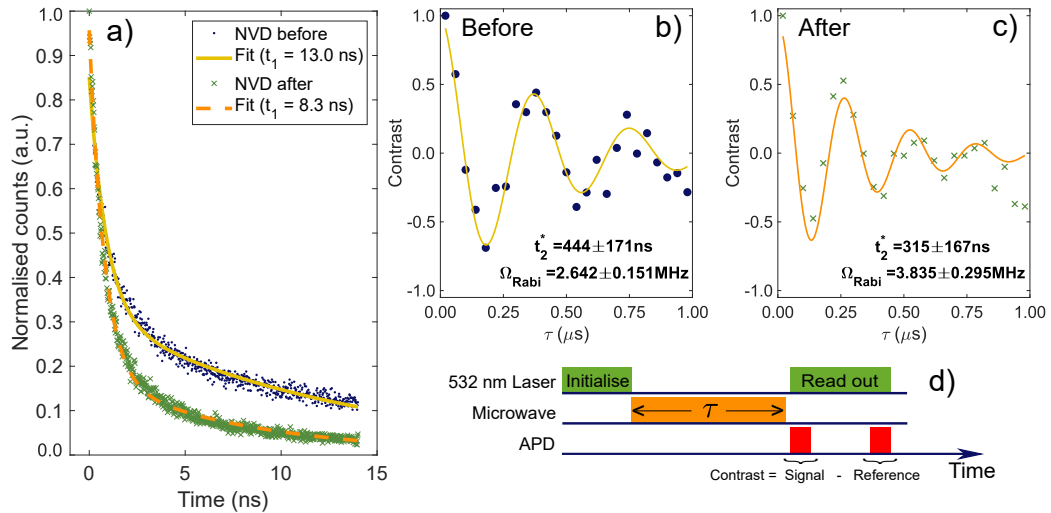 a)
NVD before
Fit (t₁ = 13.0 ns)
NVD after
Fit (t₁ = 8.3 ns)
1
0.9
0.8
0.7
0.6
0.5
0.4
0.3
0.2
0.1
0
0
5
10
15
Normalised counts (a.u.)
Time (ns)
b)
Before
1.0
0.5
0.0
-0.5
-1.0
Contrast
t₂* =444±171ns
Ω_Rabi =2.642±0.151MHz
0.00
0.25
0.50
0.75
1.00
τ (μs)
c)
After
1.0
0.5
0.0
-0.5
-1.0
Contrast
t₂* =315±167ns
Ω_Rabi =3.835±0.295MHz
0.00
0.25
0.50
0.75
1.00
τ (μs)
d)
532 nm Laser
Initialise
Read out
Microwave
τ
APD
Time
Contrast = Signal - Reference